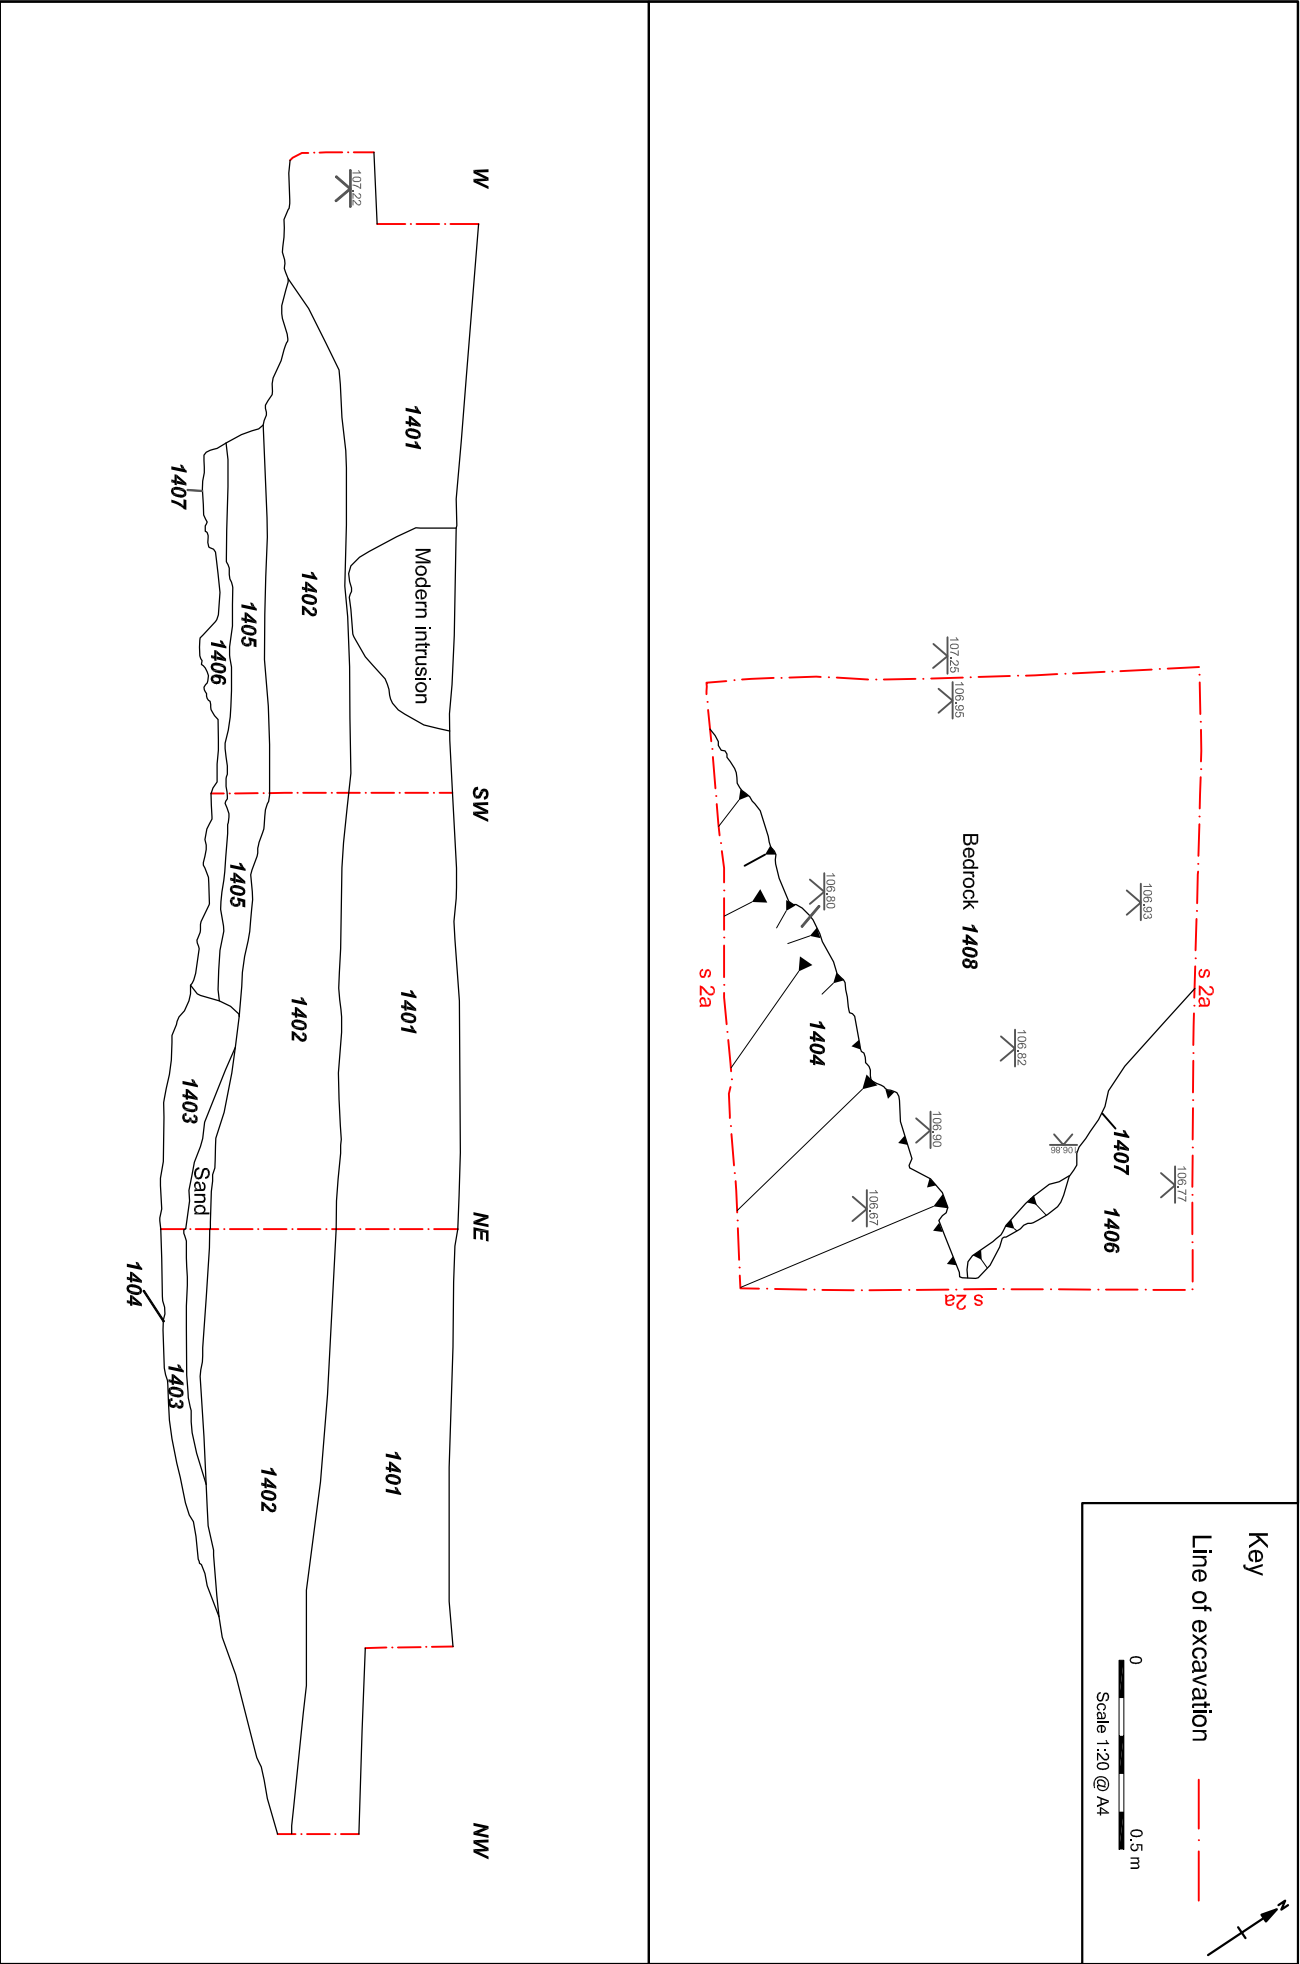 Key
Line of excavation
0
0.5 m
Scale 1:20 @ A4
N
s 2a
106.93
106.77
1407
1406
106.86
106.82
107.25
106.95
Bedrock 1408
106.90
s 2a
106.80
106.67
1404
s 2a
W
SW
NE
NW
1401
Modern intrusion
1401
1401
107.22
1402
1402
1402
1405
1405
1406
1407
1403
Sand
1403
1404